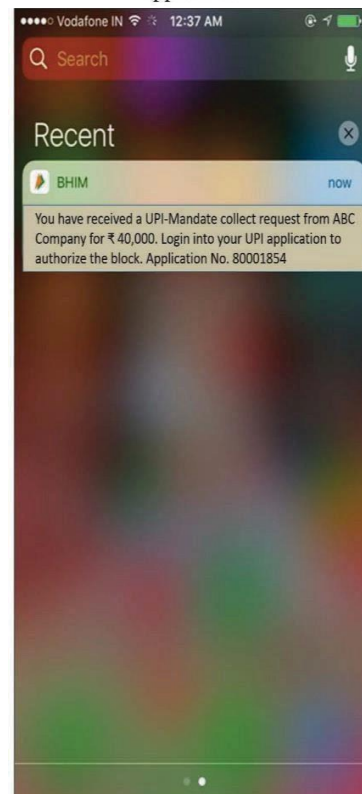 Vodafone IN 12:37 AM
Search
Recent
BHIM now
You have received a UPI-Mandate collect request from ABC
Company for ₹ 40,000. Login into your UPI application to
authorize the block. Application No. 80001854